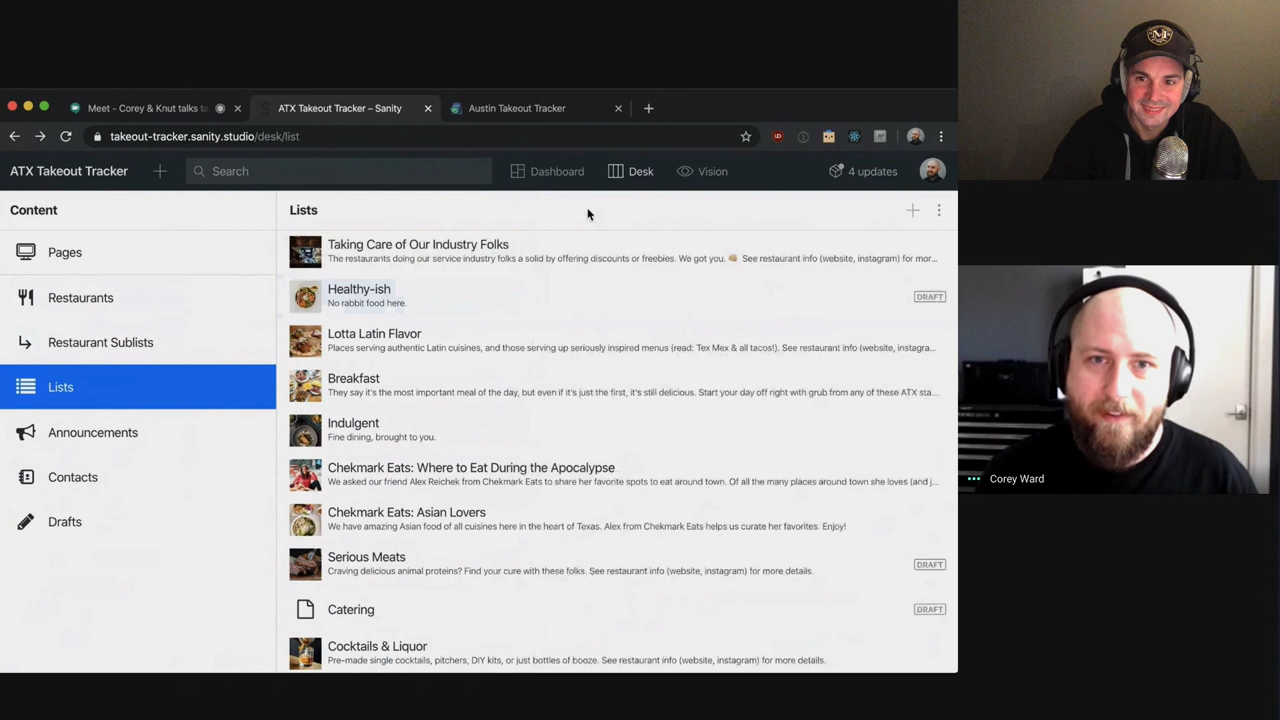 Meet - Corey & Knut talks ta
ATX Takeout Tracker – Sanity
Austin Takeout Tracker
takeout-tracker.sanity.studio/desk/list
ATX Takeout Tracker
Search
Dashboard
Desk
Vision
4 updates
Content
Pages
Restaurants
Restaurant Sublists
Lists
Announcements
Contacts
Drafts
Lists
Taking Care of Our Industry Folks
The restaurants doing our service industry folks a solid by offering discounts or freebies. We got you. 👊 See restaurant info (website, instagram) for mor...
Healthy-ish
No rabbit food here.
DRAFT
Lotta Latin Flavor
Places serving authentic Latin cuisines, and those serving up seriously inspired menus (read: Tex Mex & all tacos!). See restaurant info (website, instagra...
Breakfast
They say it's the most important meal of the day, but even if it's just the first, it's still delicious. Start your day off right with grub from any of these ATX sta...
Indulgent
Fine dining, brought to you.
Chekmark Eats: Where to Eat During the Apocalypse
We asked our friend Alex Reichek from Chekmark Eats to share her favorite spots to eat around town. Of all the many places around town she loves (and j...
Chekmark Eats: Asian Lovers
We have amazing Asian food of all cuisines here in the heart of Texas. Alex from Chekmark Eats helps us curate her favorites. Enjoy!
Serious Meats
Craving delicious animal proteins? Find your cure with these folks. See restaurant info (website, instagram) for more details.
DRAFT
Catering
DRAFT
Cocktails & Liquor
Pre-made single cocktails, pitchers, DIY kits, or just bottles of booze. See restaurant info (website, instagram) for more details.
Corey Ward